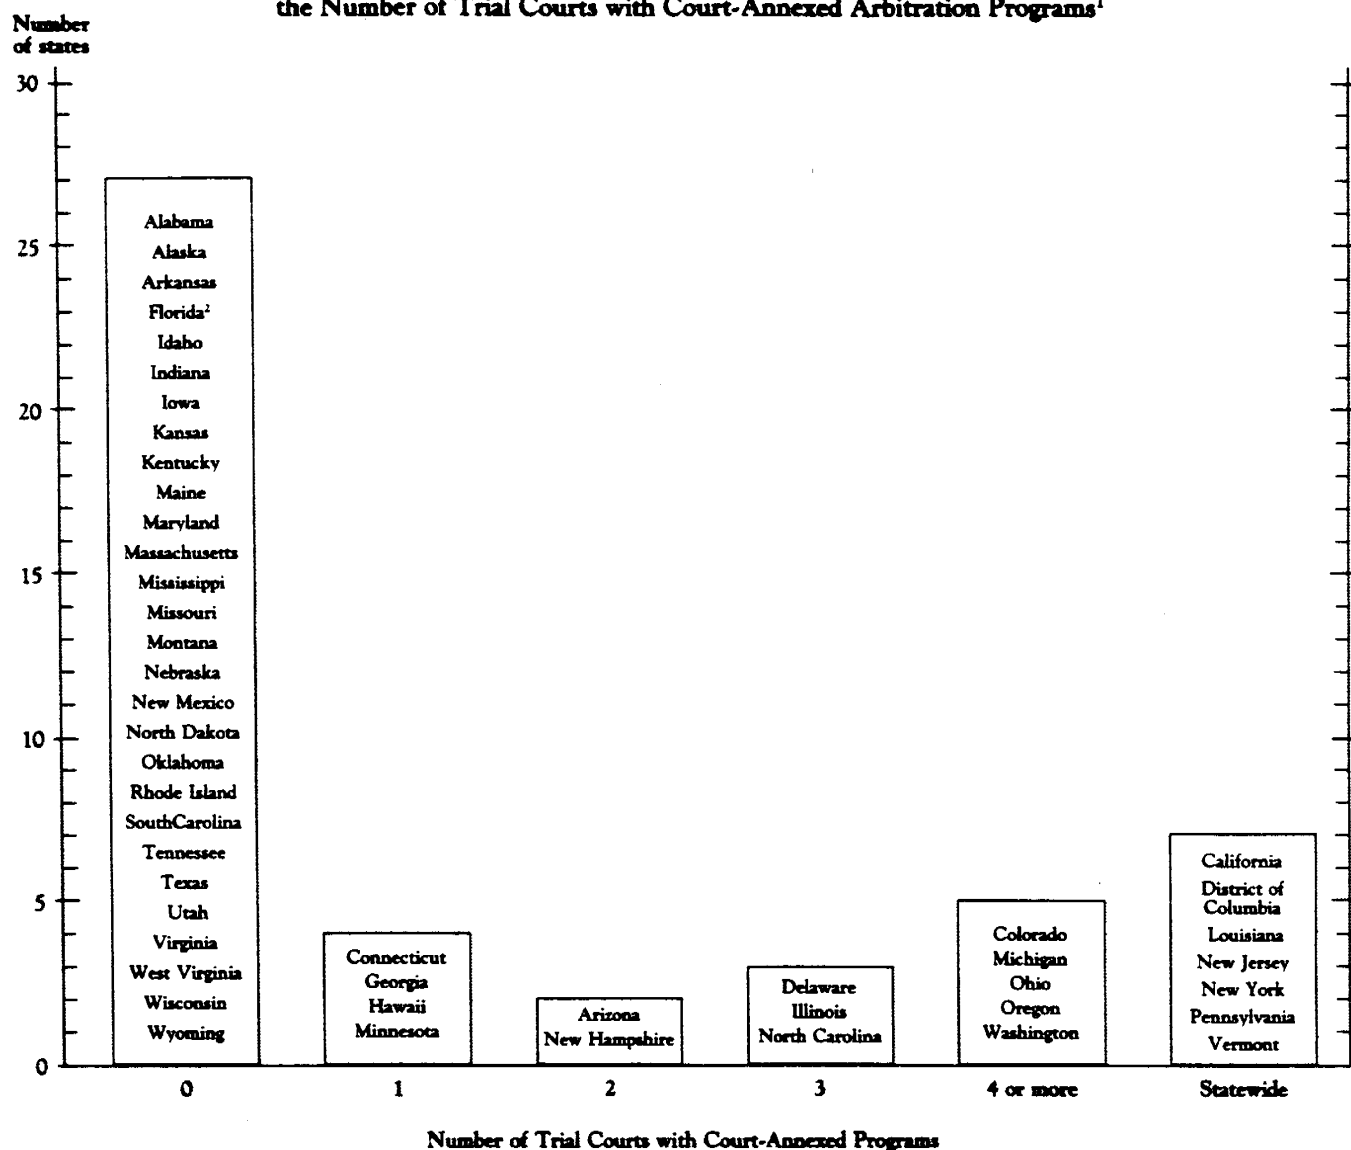 the Number of Trial Courts with Court-Annexed Arbitration Programs¹
Number
of states
30
25
20
15
10
5
0
Alabama
Alaska
Arkansas
Florida²
Idaho
Indiana
Iowa
Kansas
Kentucky
Maine
Maryland
Massachusetts
Mississippi
Missouri
Montana
Nebraska
New Mexico
North Dakota
Oklahoma
Rhode Island
SouthCarolina
Tennessee
Texas
Utah
Virginia
West Virginia
Wisconsin
Wyoming
Connecticut
Georgia
Hawaii
Minnesota
Arizona
New Hampshire
Delaware
Illinois
North Carolina
Colorado
Michigan
Ohio
Oregon
Washington
California
District of
Columbia
Louisiana
New Jersey
New York
Pennsylvania
Vermont
0 1 2 3 4 or more Statewide
Number of Trial Courts with Court-Annexed Programs